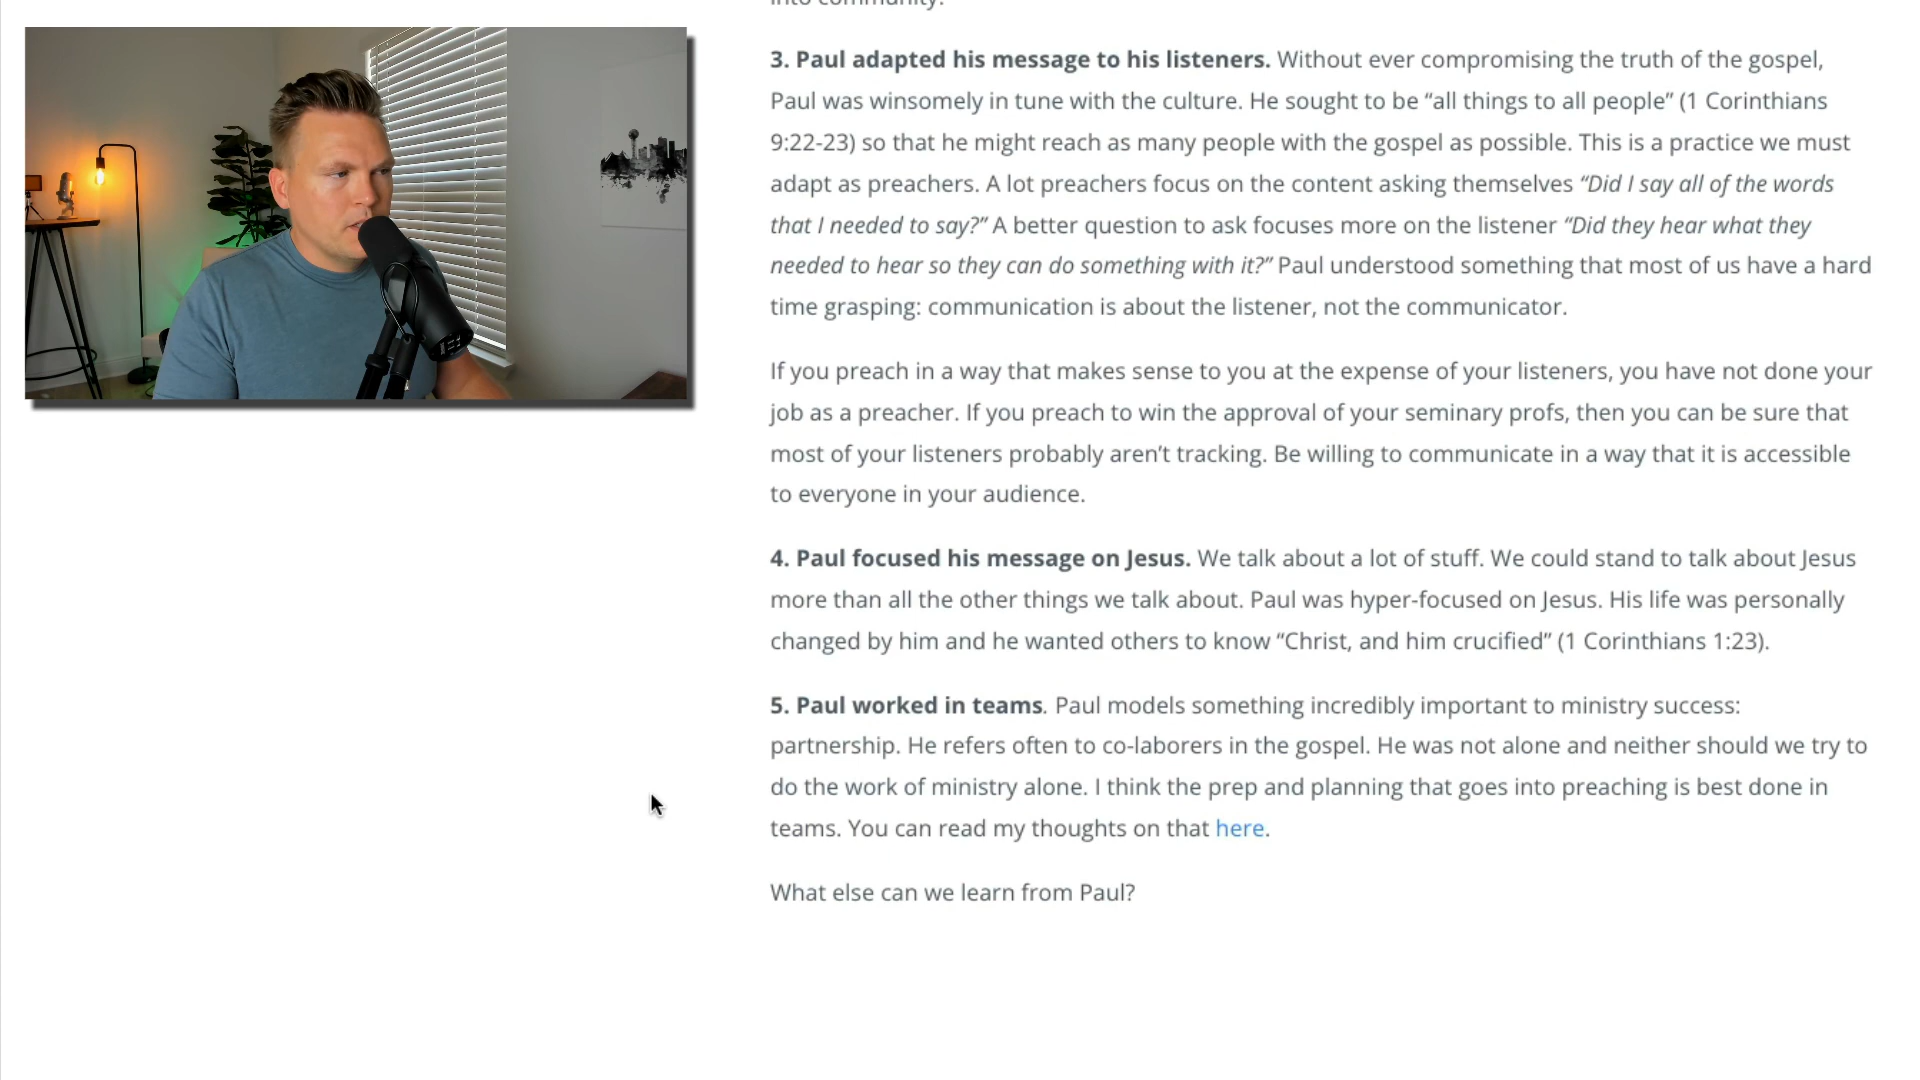 into community.
3. Paul adapted his message to his listeners. Without ever compromising the truth of the gospel,
Paul was winsomely in tune with the culture. He sought to be “all things to all people” (1 Corinthians
9:22-23) so that he might reach as many people with the gospel as possible. This is a practice we must
adapt as preachers. A lot preachers focus on the content asking themselves “Did I say all of the words
that I needed to say?” A better question to ask focuses more on the listener “Did they hear what they
needed to hear so they can do something with it?” Paul understood something that most of us have a hard
time grasping: communication is about the listener, not the communicator.
If you preach in a way that makes sense to you at the expense of your listeners, you have not done your
job as a preacher. If you preach to win the approval of your seminary profs, then you can be sure that
most of your listeners probably aren’t tracking. Be willing to communicate in a way that it is accessible
to everyone in your audience.
4. Paul focused his message on Jesus. We talk about a lot of stuff. We could stand to talk about Jesus
more than all the other things we talk about. Paul was hyper-focused on Jesus. His life was personally
changed by him and he wanted others to know “Christ, and him crucified” (1 Corinthians 1:23).
5. Paul worked in teams. Paul models something incredibly important to ministry success:
partnership. He refers often to co-laborers in the gospel. He was not alone and neither should we try to
do the work of ministry alone. I think the prep and planning that goes into preaching is best done in
teams. You can read my thoughts on that here.
What else can we learn from Paul?